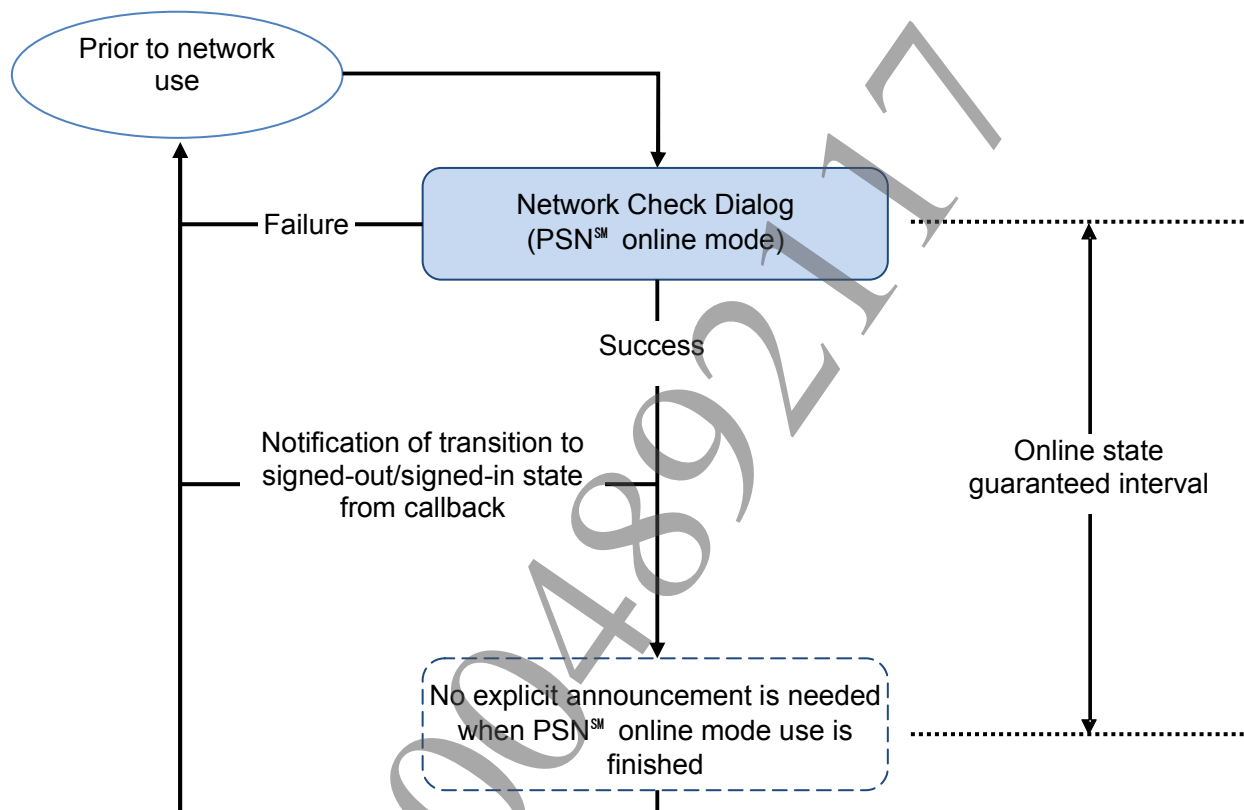 Prior to network
use
Network Check Dialog
(PSN℠ online mode)
Failure
Success
Notification of transition to
signed-out/signed-in state
from callback
Online state
guaranteed interval
No explicit announcement is needed
when PSN℠ online mode use is
finished
004892117